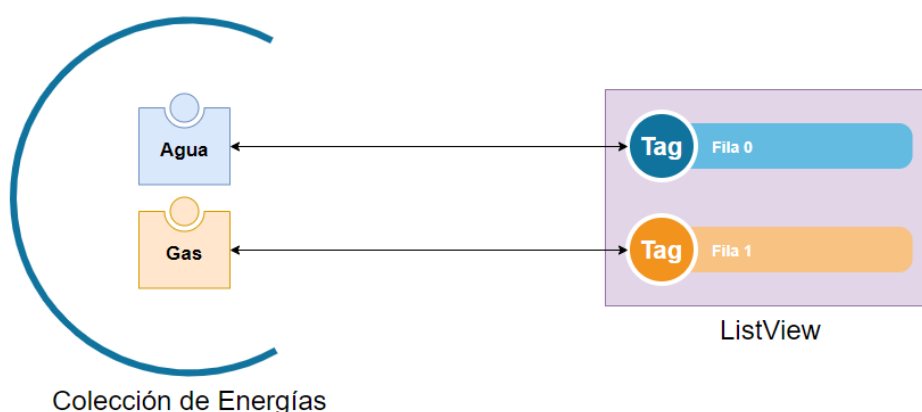 Agua
Tag
Fila 0
Gas
Tag
Fila 1
ListView
Colección de Energías